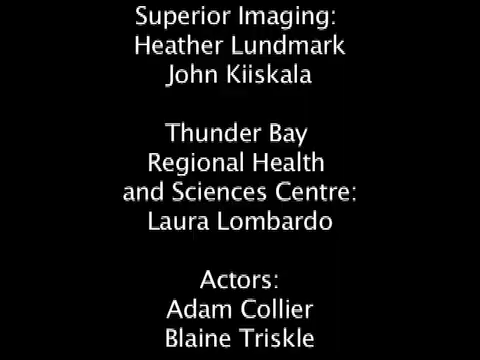 Superior Imaging:
Heather Lundmark
John Kiiskala
Thunder Bay
Regional Health
and Sciences Centre:
Laura Lombardo
Actors:
Adam Collier
Blaine Triskle